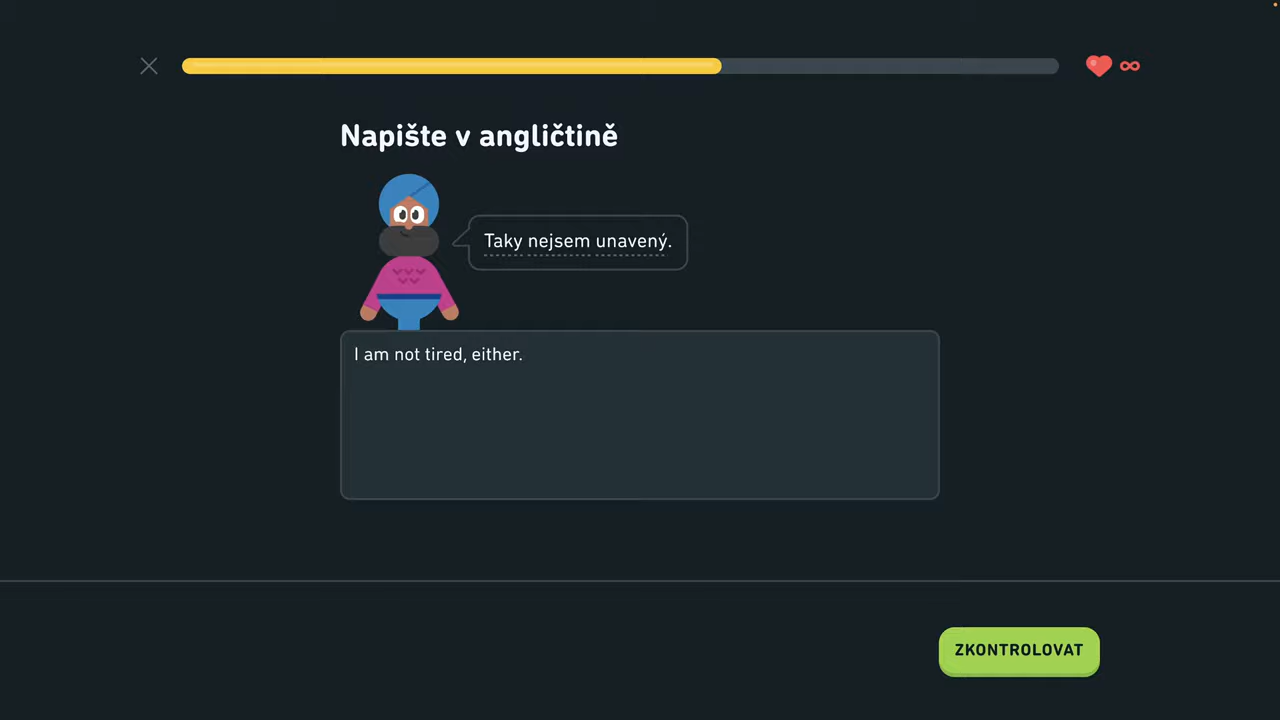 Napište v angličtině
Taky nejsem unavený.
I am not tired, either.
ZKONTROLOVAT